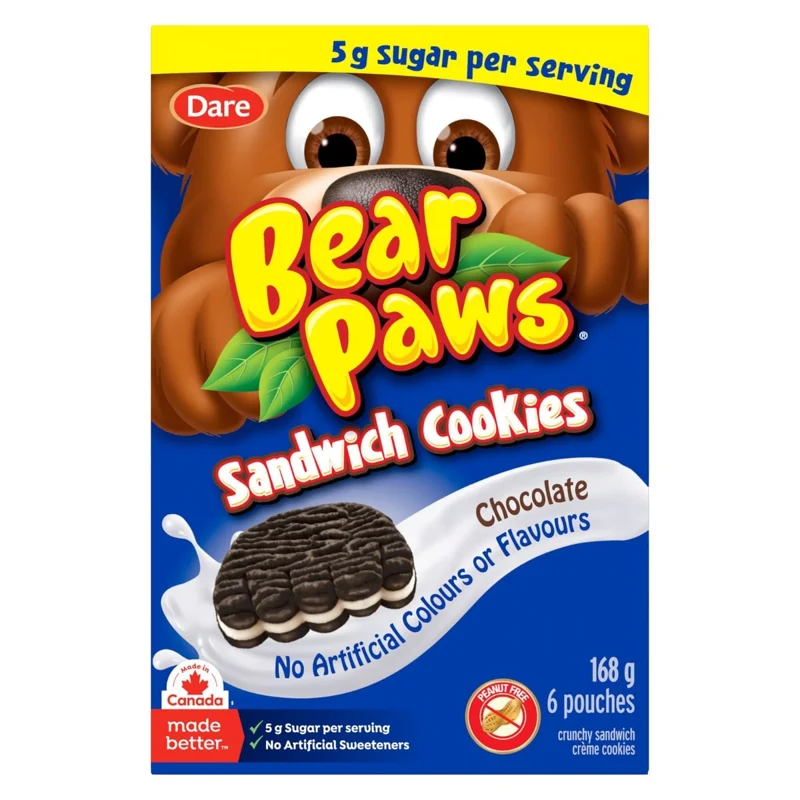 5 g sugar per serving
Dare
Bear
Paws®
Sandwich Cookies
Chocolate
No Artificial Colours or Flavours
Made in
Canada
made
better™
✓ 5 g Sugar per serving
✓ No Artificial Sweeteners
PEANUT FREE
168 g
6 pouches
crunchy sandwich
crème cookies